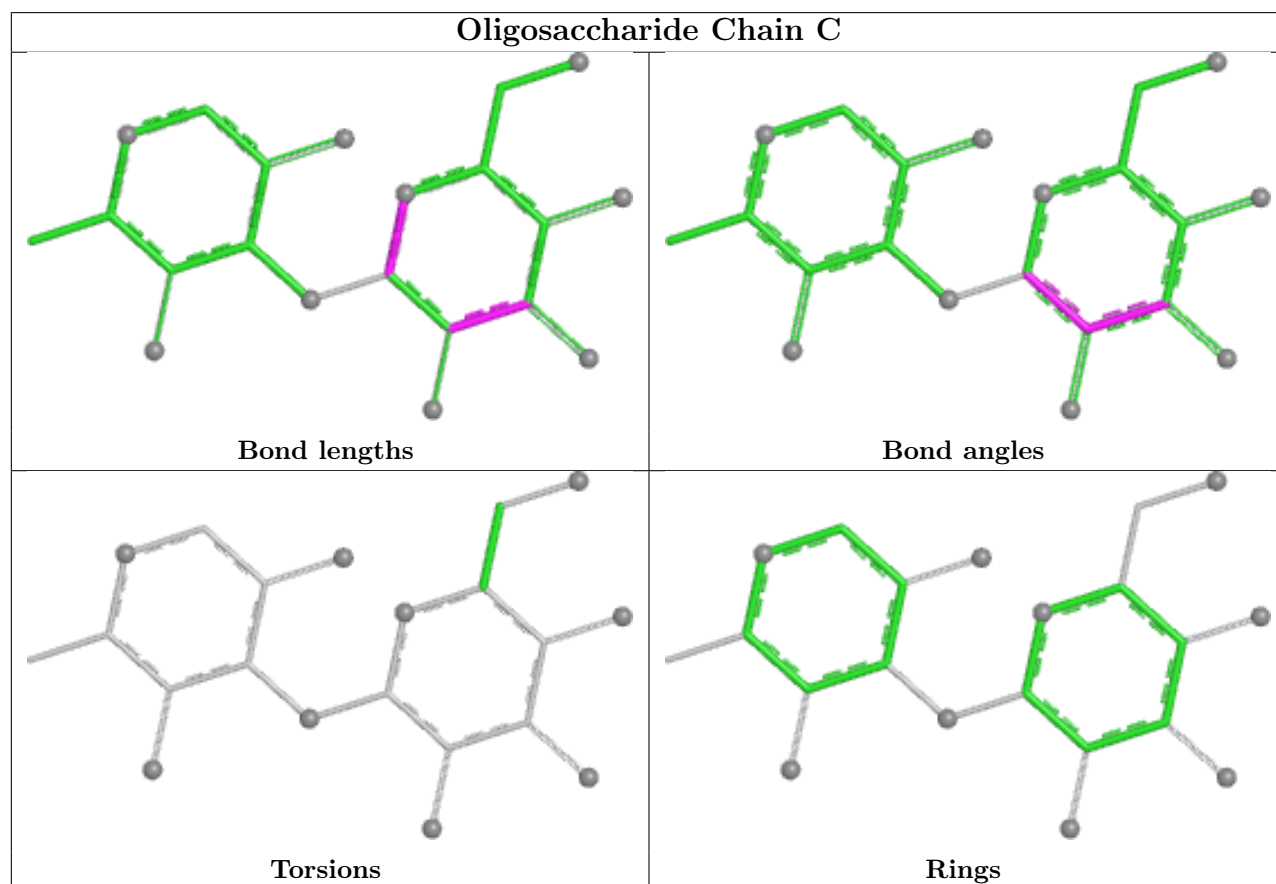 Oligosaccharide Chain C
Bond lengths
Bond angles
Torsions
Rings